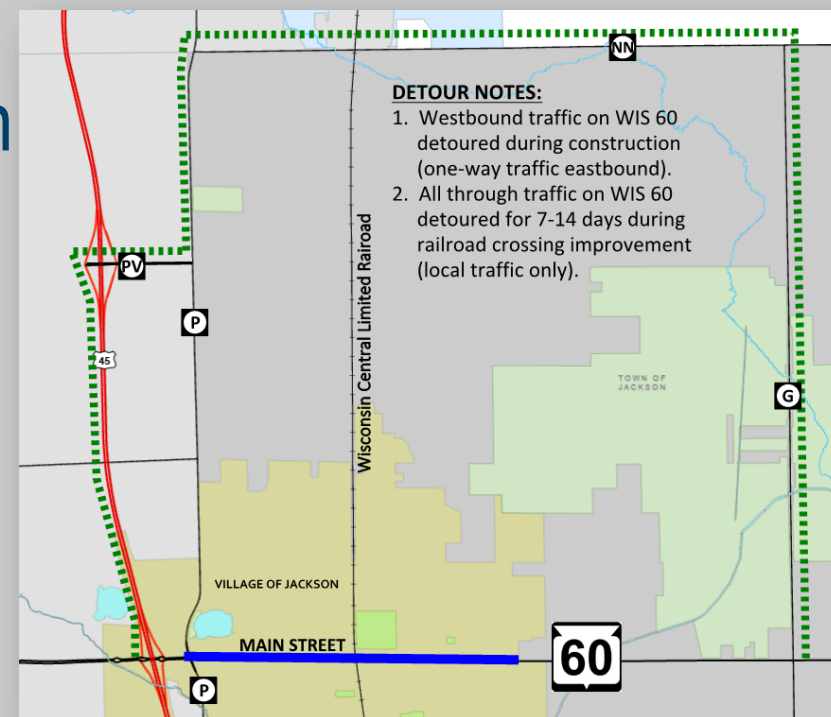 n
NN
DETOUR NOTES:
1. Westbound traffic on WIS 60
detoured during construction
(one-way traffic eastbound).
2. All through traffic on WIS 60
detoured for 7-14 days during
railroad crossing improvement
(local traffic only).
PV
P
45
Wisconsin Central Limited Rairoad
TOWN OF
JACKSON
G
VILLAGE OF JACKSON
MAIN STREET
60
P